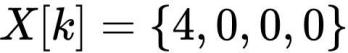 X[k] = {4, 0, 0, 0}